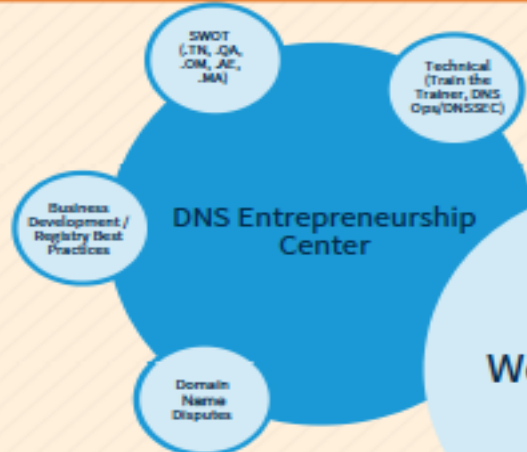 SWOT
(.TN, .QA,
.OM, .AE,
.MA)
Technical
(Train the
Trainer, DNS
Ops/DNSSEC)
Business
Development /
Registry Best
Practices
DNS Entrepreneurship
Center
Domain
Name
Disputes